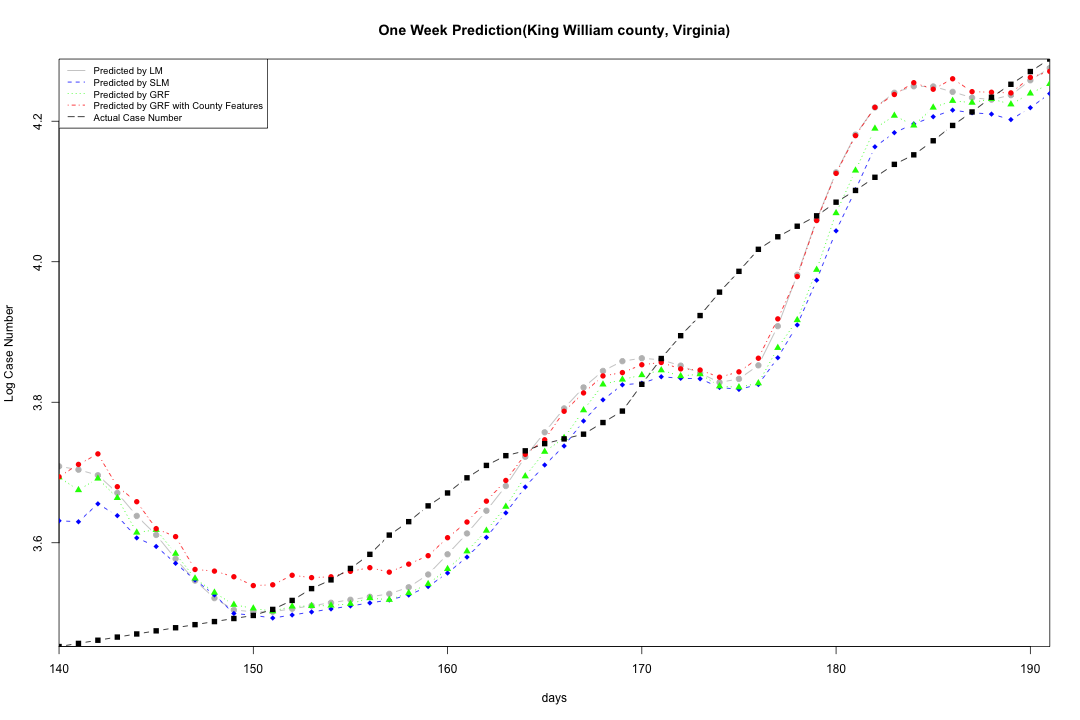 One Week Prediction(King William county, Virginia)
Predicted by LM
Predicted by SLM
Predicted by GRF
Predicted by GRF with County Features
Actual Case Number
4.2
4.0
3.8
3.6
Log Case Number
140
150
160
170
180
190
days